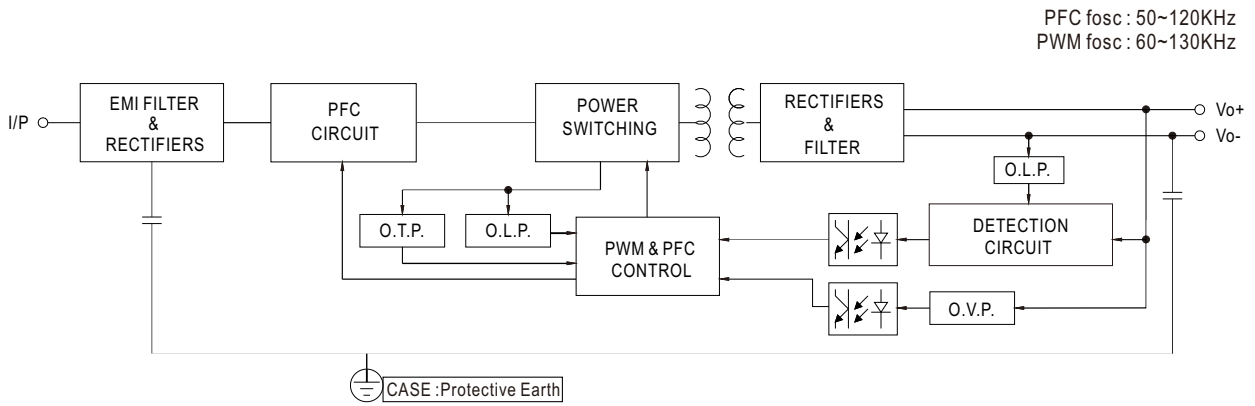 PFC fosc : 50~120KHz
PWM fosc : 60~130KHz
I/P
EMI FILTER
&
RECTIFIERS
PFC
CIRCUIT
POWER
SWITCHING
RECTIFIERS
&
FILTER
Vo+
Vo-
O.L.P.
O.T.P.
O.L.P.
PWM & PFC
CONTROL
DETECTION
CIRCUIT
O.V.P.
CASE :Protective Earth